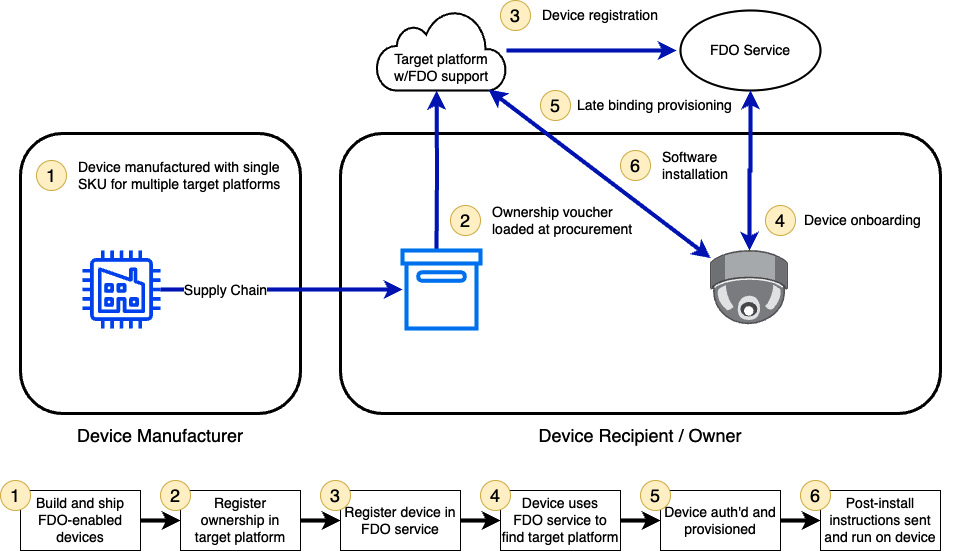 3 Device registration
Target platform
w/FDO support
FDO Service
5 Late binding provisioning
1 Device manufactured with single
SKU for multiple target platforms
6 Software
installation
2 Ownership voucher
loaded at procurement
4 Device onboarding
Supply Chain
Device Manufacturer
Device Recipient / Owner
1
Build and ship
FDO-enabled
devices
2
Register
ownership in
target platform
3
Register device in
FDO service
4
Device uses
FDO service to
find target platform
5
Device auth'd and
provisioned
6
Post-install
instructions sent
and run on device